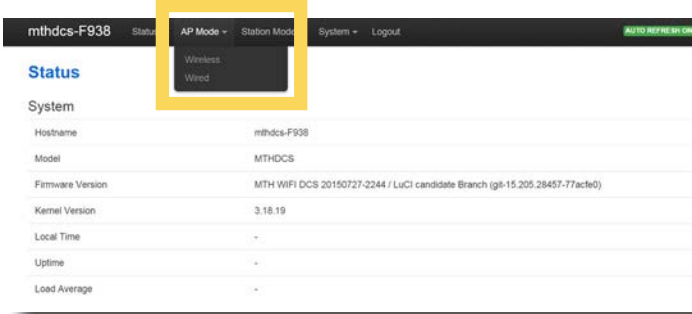 mthdcs-F938 Status AP Mode Station Mode System Logout AUTO REFRESH ON
Wireless
Wired
Status
System
Hostname mthdcs-F938
Model MTHDCS
Firmware Version MTH WIFI DCS 20150727-2244 / LuCI candidate Branch (git-15.205.28457-77acfe0)
Kernel Version 3.18.19
Local Time -
Uptime -
Load Average -